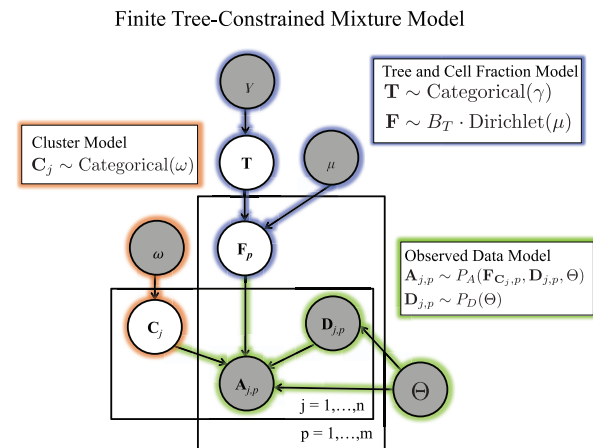 Finite Tree-Constrained Mixture Model
Tree and Cell Fraction Model
T ∼ Categorical(γ)
F ∼ B_T · Dirichlet(μ)
γ
Cluster Model
C_j ∼ Categorical(ω)
T
μ
ω
F_p
Observed Data Model
A_{j,p} ∼ P_A(F_{C_j,p}, D_{j,p}, Θ)
D_{j,p} ∼ P_D(Θ)
C_j
D_{j,p}
A_{j,p}
Θ
j = 1,…,n
p = 1,…,m